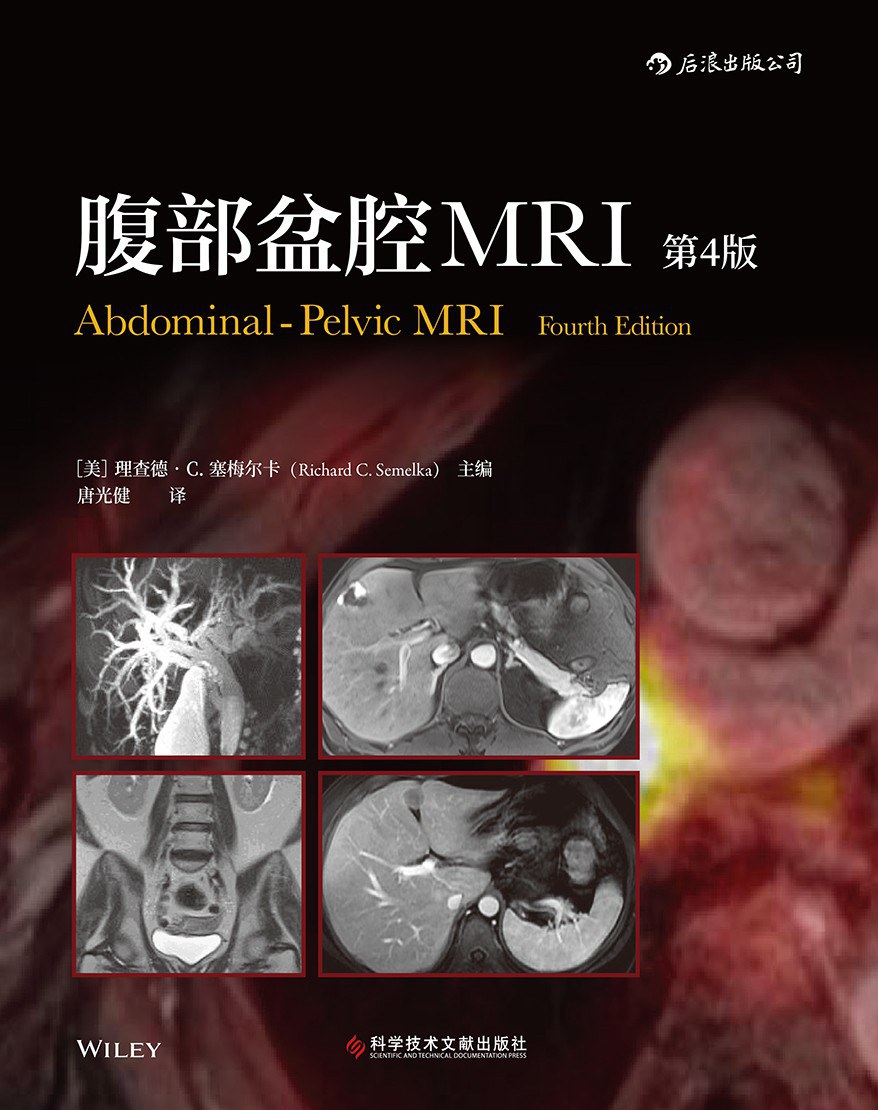 后浪出版公司
腹部盆腔MRI 第4版
Abdominal-Pelvic MRI Fourth Edition
[美] 理查德·C. 塞梅尔卡(Richard C. Semelka) 主编
唐光健 译
WILEY
科学技术文献出版社
SCIENTIFIC AND TECHNICAL DOCUMENTATION PRESS